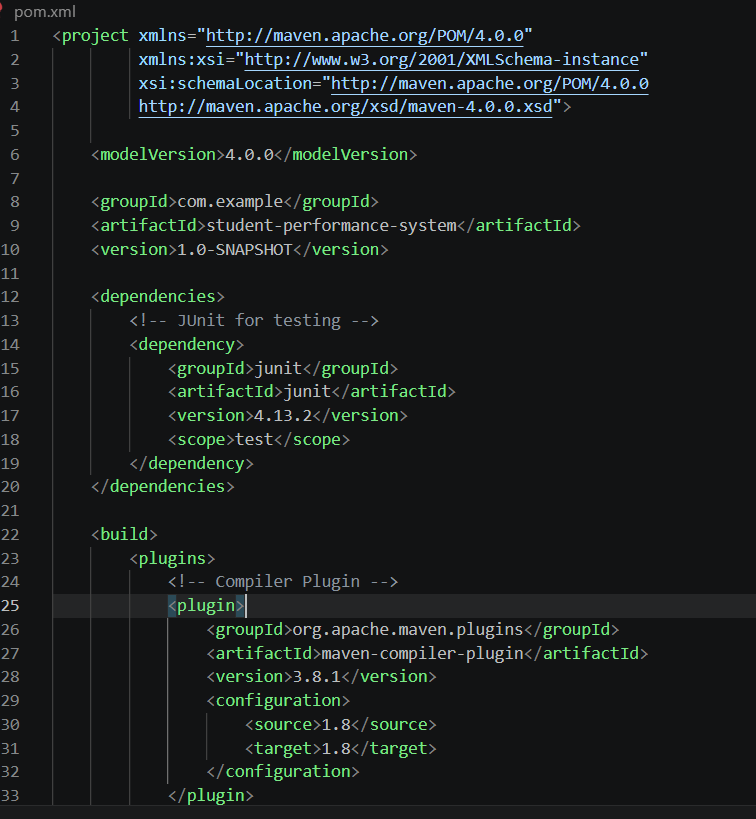 pom.xml
1 <project xmlns="http://maven.apache.org/POM/4.0.0"
2 xmlns:xsi="http://www.w3.org/2001/XMLSchema-instance"
3 xsi:schemaLocation="http://maven.apache.org/POM/4.0.0
4 http://maven.apache.org/xsd/maven-4.0.0.xsd">
5
6 <modelVersion>4.0.0</modelVersion>
7
8 <groupId>com.example</groupId>
9 <artifactId>student-performance-system</artifactId>
10 <version>1.0-SNAPSHOT</version>
11
12 <dependencies>
13 <!-- JUnit for testing -->
14 <dependency>
15 <groupId>junit</groupId>
16 <artifactId>junit</artifactId>
17 <version>4.13.2</version>
18 <scope>test</scope>
19 </dependency>
20 </dependencies>
21
22 <build>
23 <plugins>
24 <!-- Compiler Plugin -->
25 <plugin>
26 <groupId>org.apache.maven.plugins</groupId>
27 <artifactId>maven-compiler-plugin</artifactId>
28 <version>3.8.1</version>
29 <configuration>
30 <source>1.8</source>
31 <target>1.8</target>
32 </configuration>
33 </plugin>